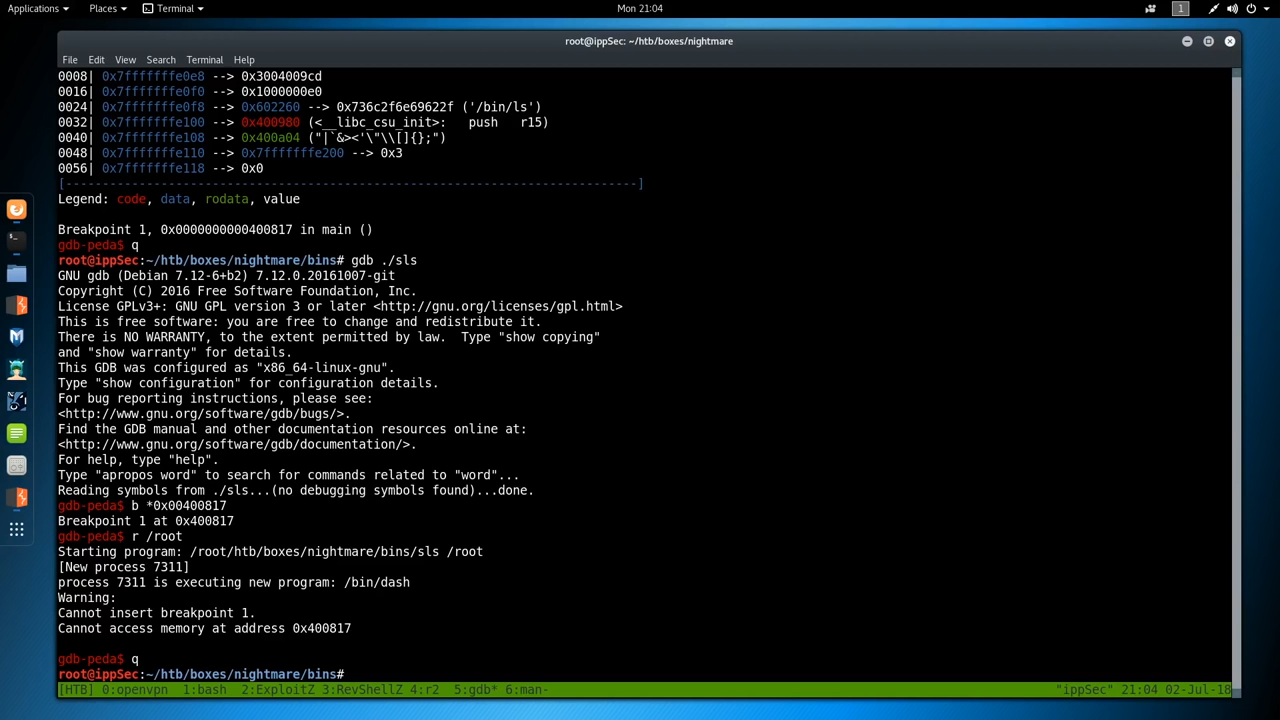 Applications Places Terminal Mon 21:04 1
root@ippSec: ~/htb/boxes/nightmare
File Edit View Search Terminal Help
0008| 0x7fffffffe0e8 --> 0x3004009cd
0016| 0x7fffffffe0f0 --> 0x1000000e0
0024| 0x7fffffffe0f8 --> 0x602260 --> 0x736c2f6e69622f ('/bin/ls')
0032| 0x7fffffffe100 --> 0x400980 (<__libc_csu_init>: push r15)
0040| 0x7fffffffe108 --> 0x400a04 ("|`&><'\"\\[]{};")
0048| 0x7fffffffe110 --> 0x7fffffffe200 --> 0x3
0056| 0x7fffffffe118 --> 0x0
[------------------------------------------------------------------------------]
Legend: code, data, rodata, value
Breakpoint 1, 0x0000000000400817 in main ()
gdb-peda$ q
root@ippSec:~/htb/boxes/nightmare/bins# gdb ./sls
GNU gdb (Debian 7.12-6+b2) 7.12.0.20161007-git
Copyright (C) 2016 Free Software Foundation, Inc.
License GPLv3+: GNU GPL version 3 or later <http://gnu.org/licenses/gpl.html>
This is free software: you are free to change and redistribute it.
There is NO WARRANTY, to the extent permitted by law.  Type "show copying"
and "show warranty" for details.
This GDB was configured as "x86_64-linux-gnu".
Type "show configuration" for configuration details.
For bug reporting instructions, please see:
<http://www.gnu.org/software/gdb/bugs/>.
Find the GDB manual and other documentation resources online at:
<http://www.gnu.org/software/gdb/documentation/>.
For help, type "help".
Type "apropos word" to search for commands related to "word"...
Reading symbols from ./sls...(no debugging symbols found)...done.
gdb-peda$ b *0x00400817
Breakpoint 1 at 0x400817
gdb-peda$ r /root
Starting program: /root/htb/boxes/nightmare/bins/sls /root
[New process 7311]
process 7311 is executing new program: /bin/dash
Warning:
Cannot insert breakpoint 1.
Cannot access memory at address 0x400817
gdb-peda$ q
root@ippSec:~/htb/boxes/nightmare/bins#
[HTB] 0:openvpn  1:bash  2:ExploitZ 3:RevShellZ 4:r2  5:gdb* 6:man- "ippSec" 21:04 02-Jul-18